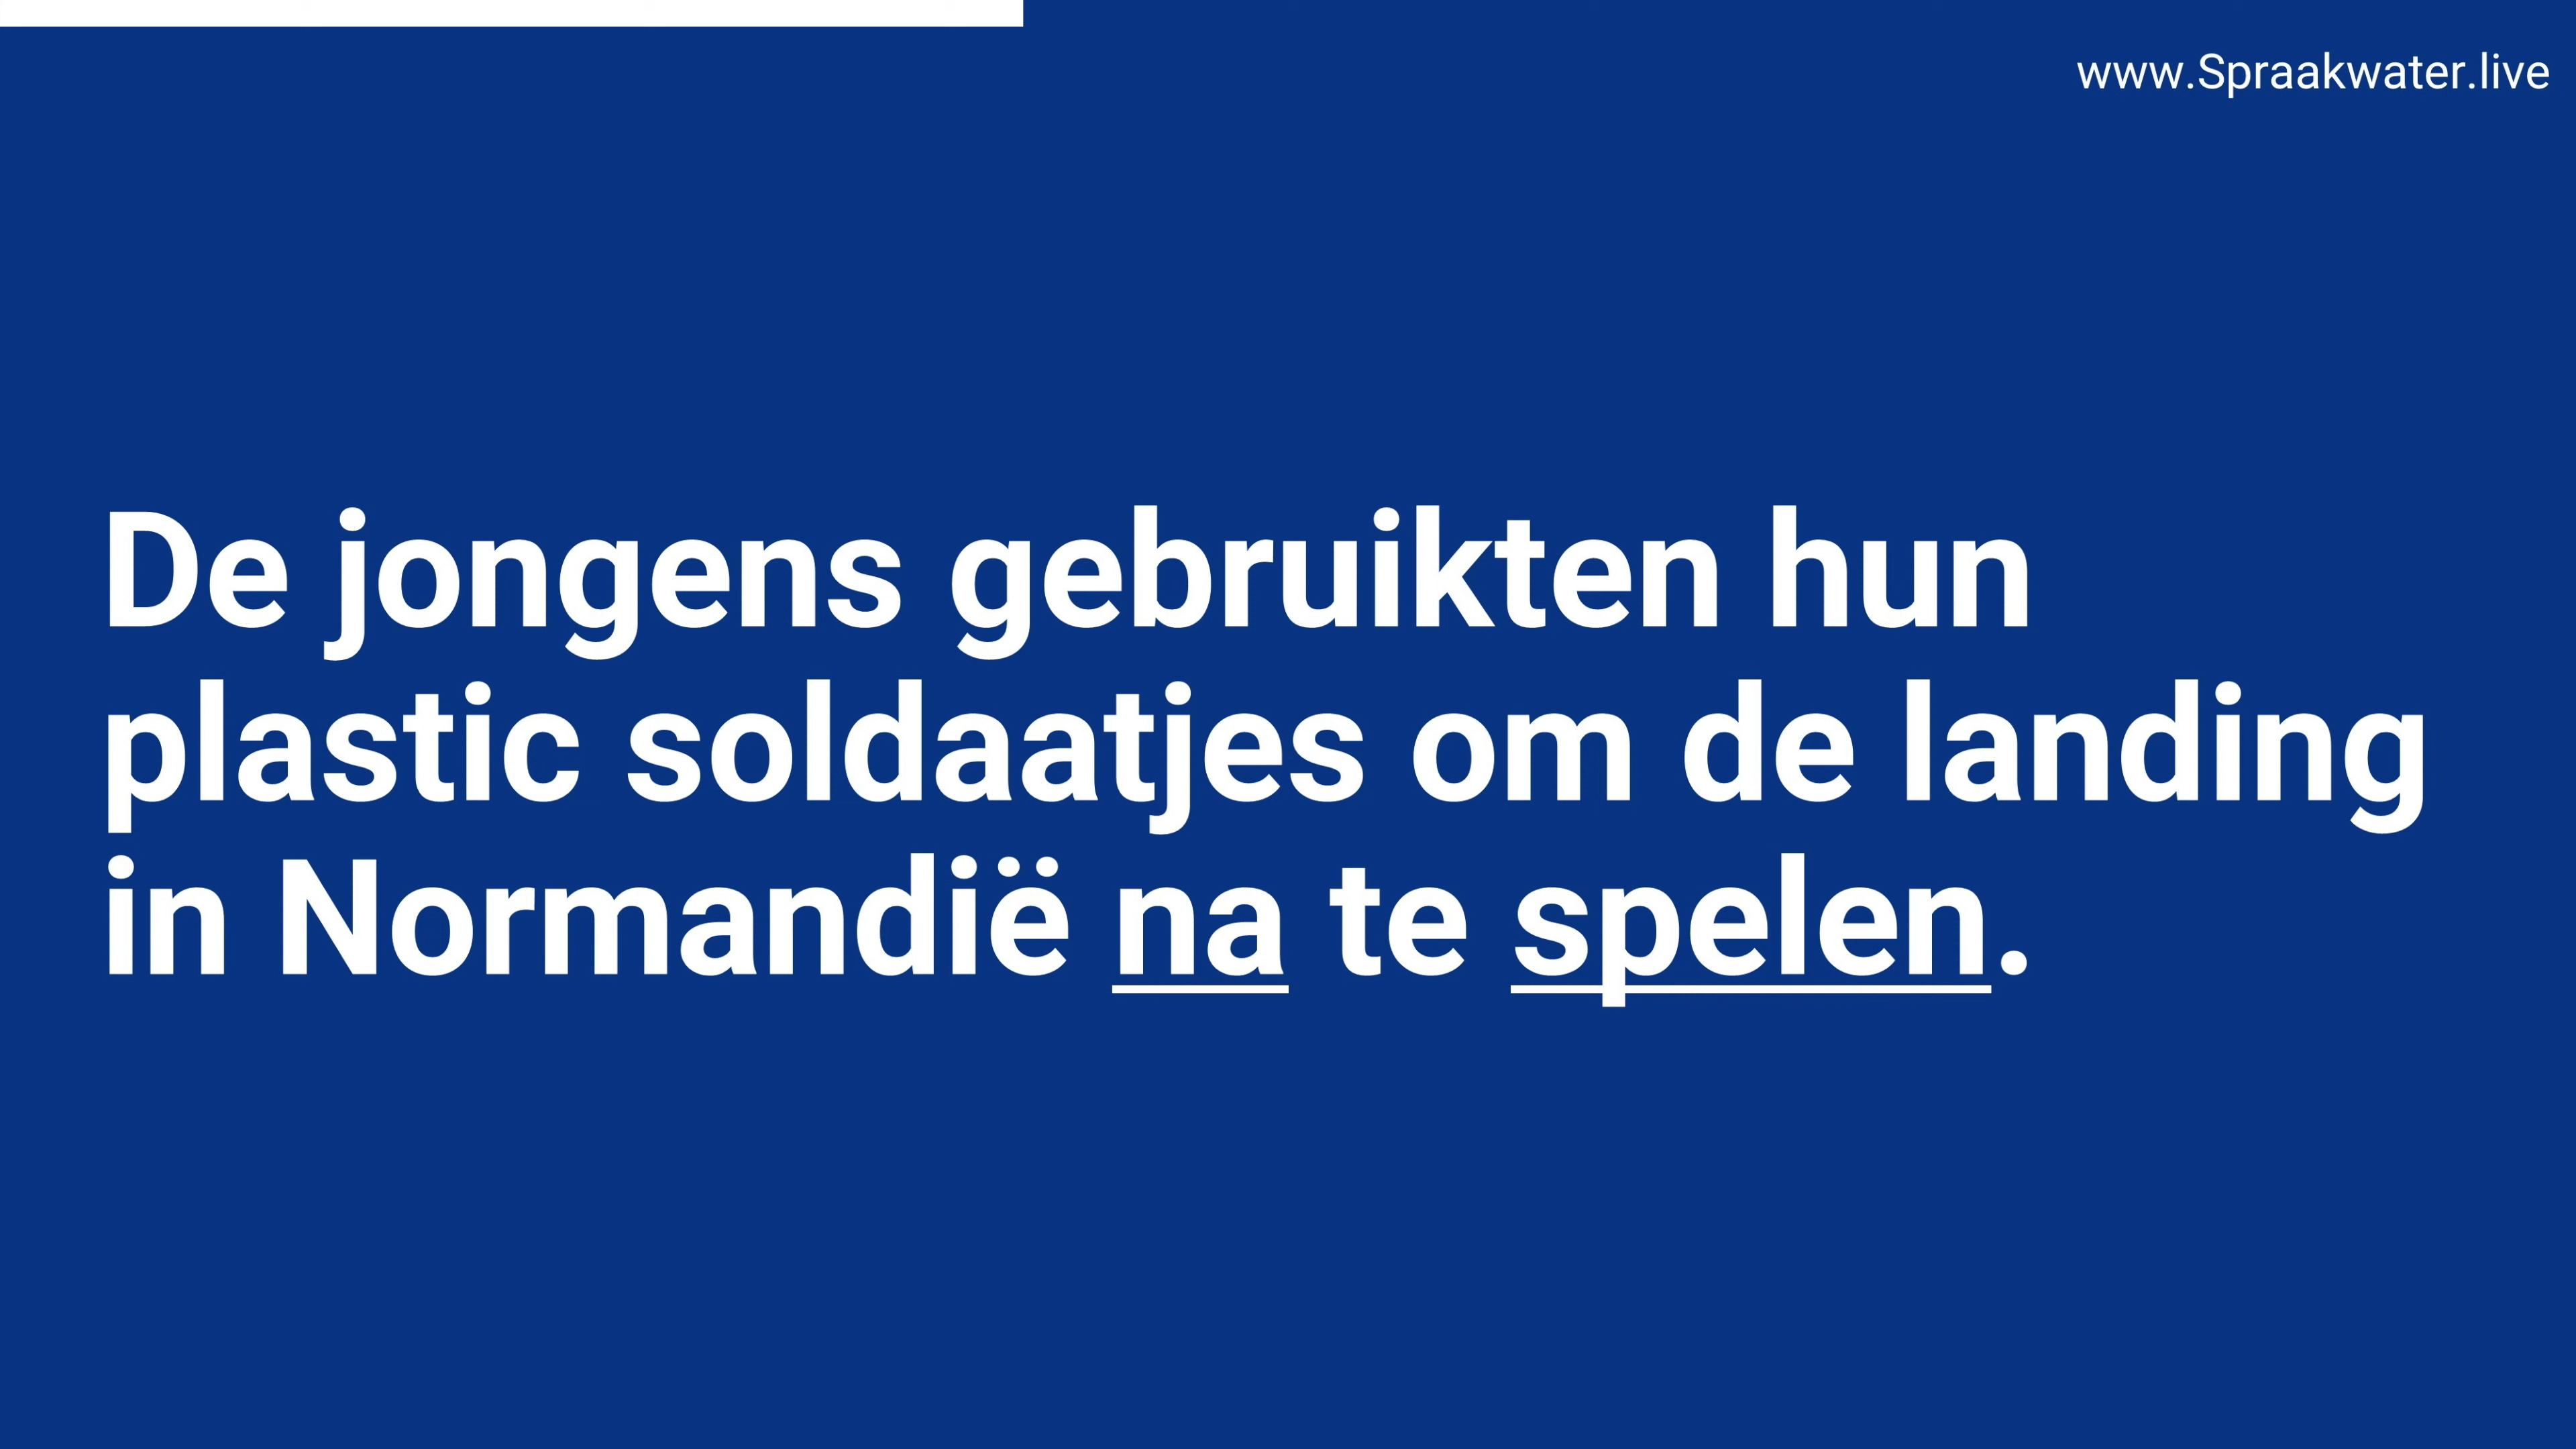 www.Spraakwater.live
De jongens gebruikten hun
plastic soldaatjes om de landing
in Normandië na te spelen.